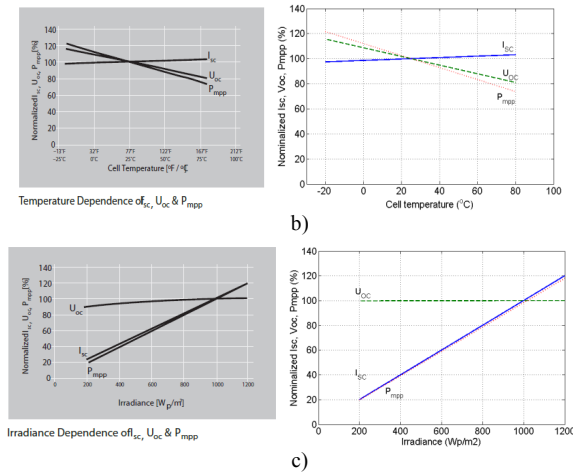 Normalized I_sc, U_oc, P_mpp [%]
140
120
100
80
60
40
20
0
I_sc
U_oc
P_mpp
−13°F 32°F 77°F 122°F 167°F 212°F
−25°C 0°C 25°C 50°C 75°C 100°C
Cell Temperature [°F / °C]
Temperature Dependence of I_sc, U_oc & P_mpp
Nominalized Isc, Voc, Pmpp (%)
140
120
100
80
60
40
20
0
I_SC
U_OC
P_mpp
-20 0 20 40 60 80 100
Cell temperature (°C)
b)
Normalized I_sc, U_oc, P_mpp [%]
140
120
100
80
60
40
20
0
U_oc
I_sc
P_mpp
0 200 400 600 800 1000 1200
Irradiance [Wp/m²]
Irradiance Dependence of I_sc, U_oc & P_mpp
Nominalized Isc, Voc, Pmpp (%)
140
120
100
80
60
40
20
0
U_OC
I_SC
P_mpp
0 200 400 600 800 1000 1200
Irradiance (Wp/m2)
c)